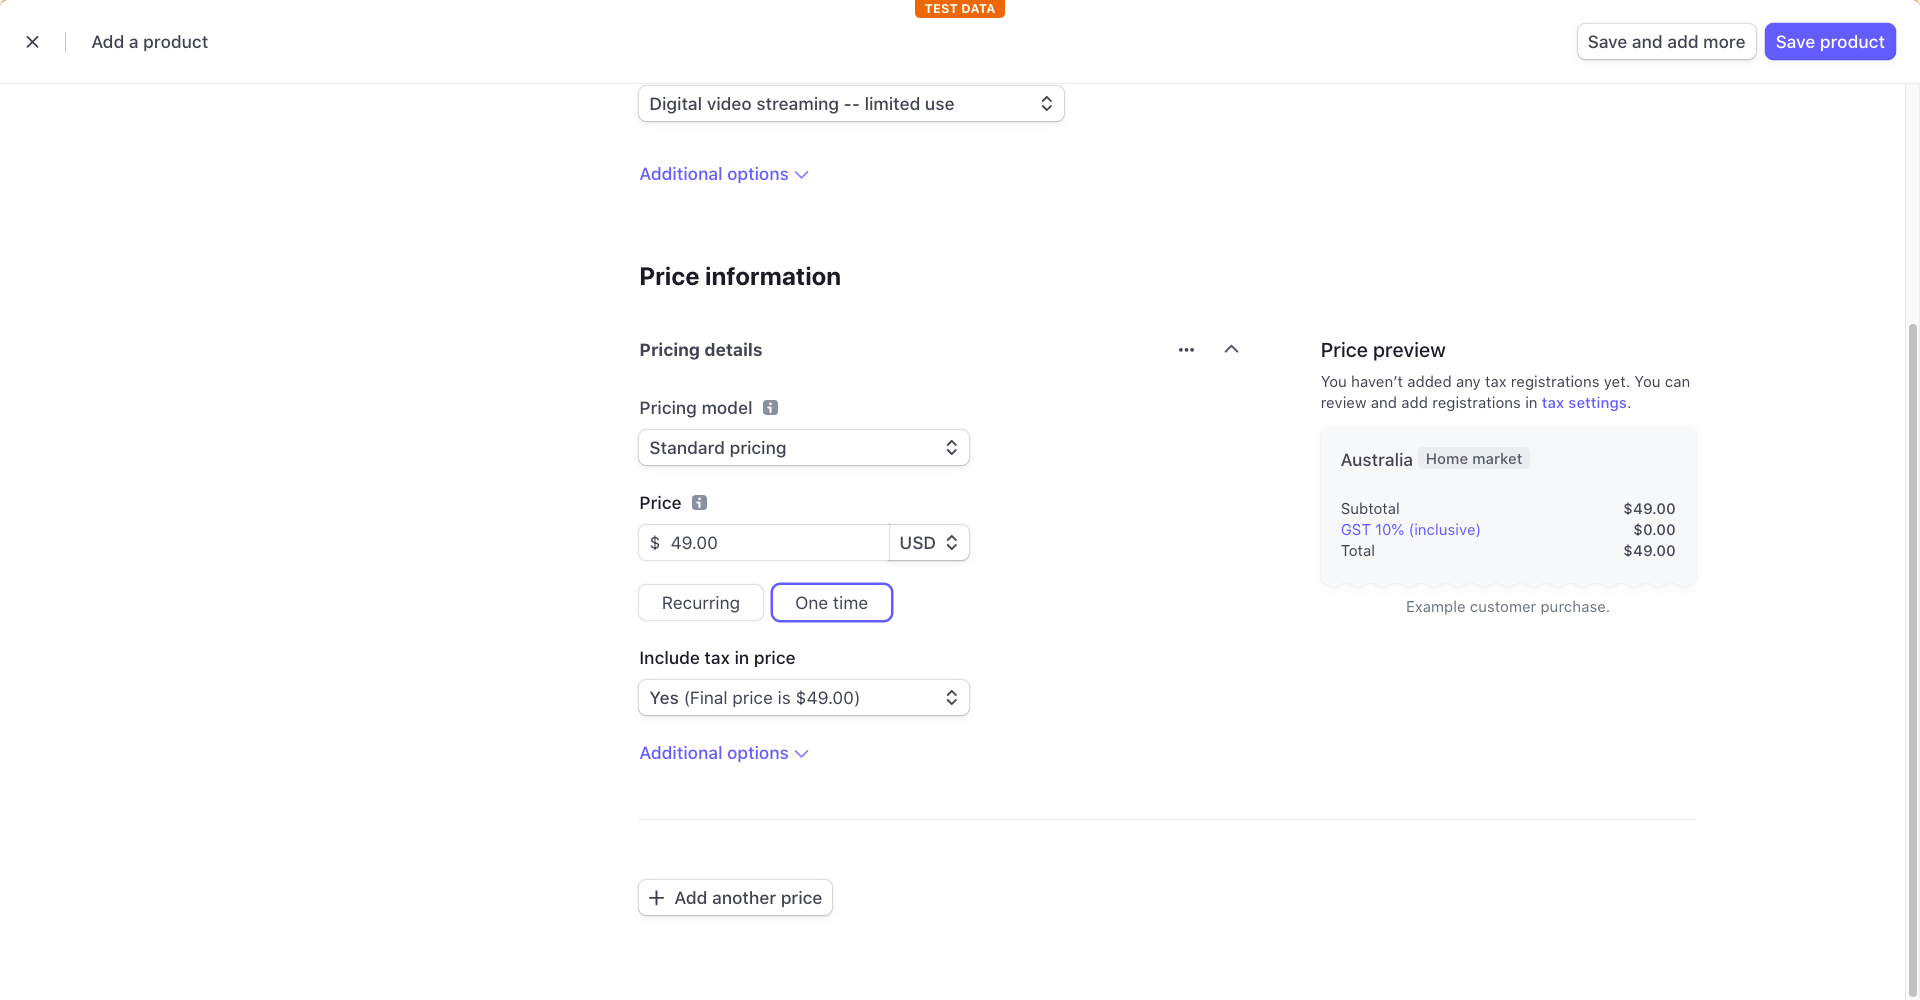 TEST DATA
Add a product
Save and add more
Save product
Digital video streaming -- limited use
Additional options
Price information
Pricing details
Pricing model
Standard pricing
Price
$ 49.00 USD
Recurring One time
Include tax in price
Yes (Final price is $49.00)
Additional options
Add another price
Price preview
You haven’t added any tax registrations yet. You can
review and add registrations in tax settings.
Australia Home market
Subtotal $49.00
GST 10% (inclusive) $0.00
Total $49.00
Example customer purchase.